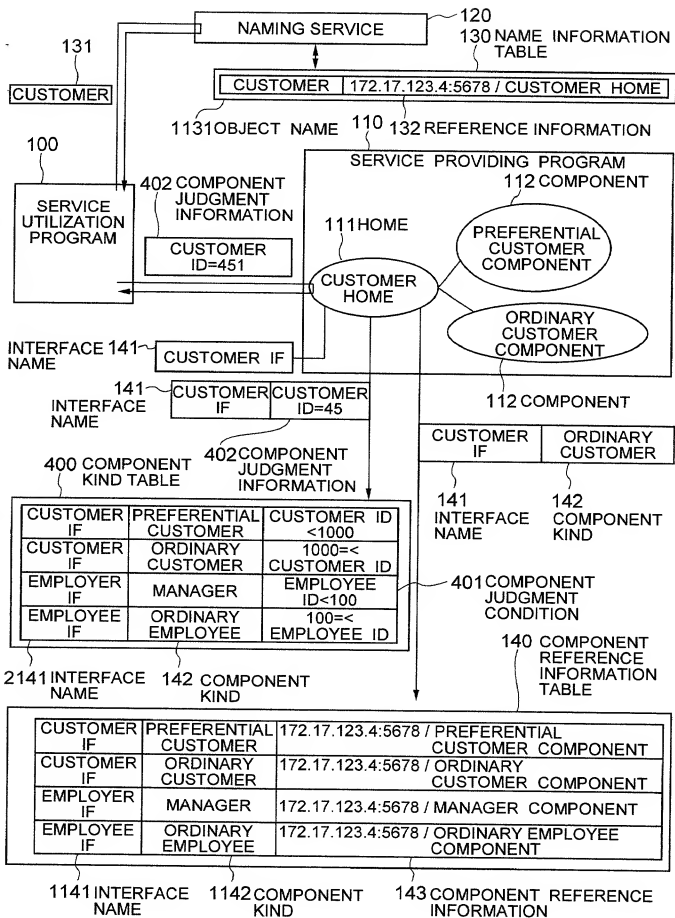 NAMING SERVICE
120
130 NAME INFORMATION
TABLE
131
CUSTOMER
CUSTOMER
172.17.123.4:5678 / CUSTOMER HOME
1131 OBJECT NAME
132 REFERENCE INFORMATION
110
100
SERVICE
UTILIZATION
PROGRAM
402 COMPONENT
JUDGMENT
INFORMATION
CUSTOMER
ID=451
SERVICE PROVIDING PROGRAM
112 COMPONENT
111 HOME
CUSTOMER
HOME
PREFERENTIAL
CUSTOMER
COMPONENT
ORDINARY
CUSTOMER
COMPONENT
112 COMPONENT
INTERFACE 141
NAME
CUSTOMER IF
141
INTERFACE
NAME
CUSTOMER
IF
CUSTOMER
ID=45
402 COMPONENT
JUDGMENT
INFORMATION
CUSTOMER
IF
ORDINARY
CUSTOMER
141
INTERFACE
NAME
142
COMPONENT
KIND
400 COMPONENT
KIND TABLE
CUSTOMER
IF
PREFERENTIAL
CUSTOMER
CUSTOMER ID
<1000
CUSTOMER
IF
ORDINARY
CUSTOMER
1000=<
CUSTOMER ID
EMPLOYER
IF
MANAGER
EMPLOYEE
ID<100
EMPLOYEE
IF
ORDINARY
EMPLOYEE
100=<
EMPLOYEE ID
401 COMPONENT
JUDGMENT
CONDITION
2141 INTERFACE
NAME
142 COMPONENT
KIND
140 COMPONENT
REFERENCE
INFORMATION
TABLE
CUSTOMER
IF
PREFERENTIAL
CUSTOMER
172.17.123.4:5678 / PREFERENTIAL
CUSTOMER COMPONENT
CUSTOMER
IF
ORDINARY
CUSTOMER
172.17.123.4:5678 / ORDINARY
CUSTOMER COMPONENT
EMPLOYER
IF
MANAGER
172.17.123.4:5678 / MANAGER COMPONENT
EMPLOYEE
IF
ORDINARY
EMPLOYEE
172.17.123.4:5678 / ORDINARY EMPLOYEE
COMPONENT
1141 INTERFACE
NAME
1142 COMPONENT
KIND
143 COMPONENT REFERENCE
INFORMATION